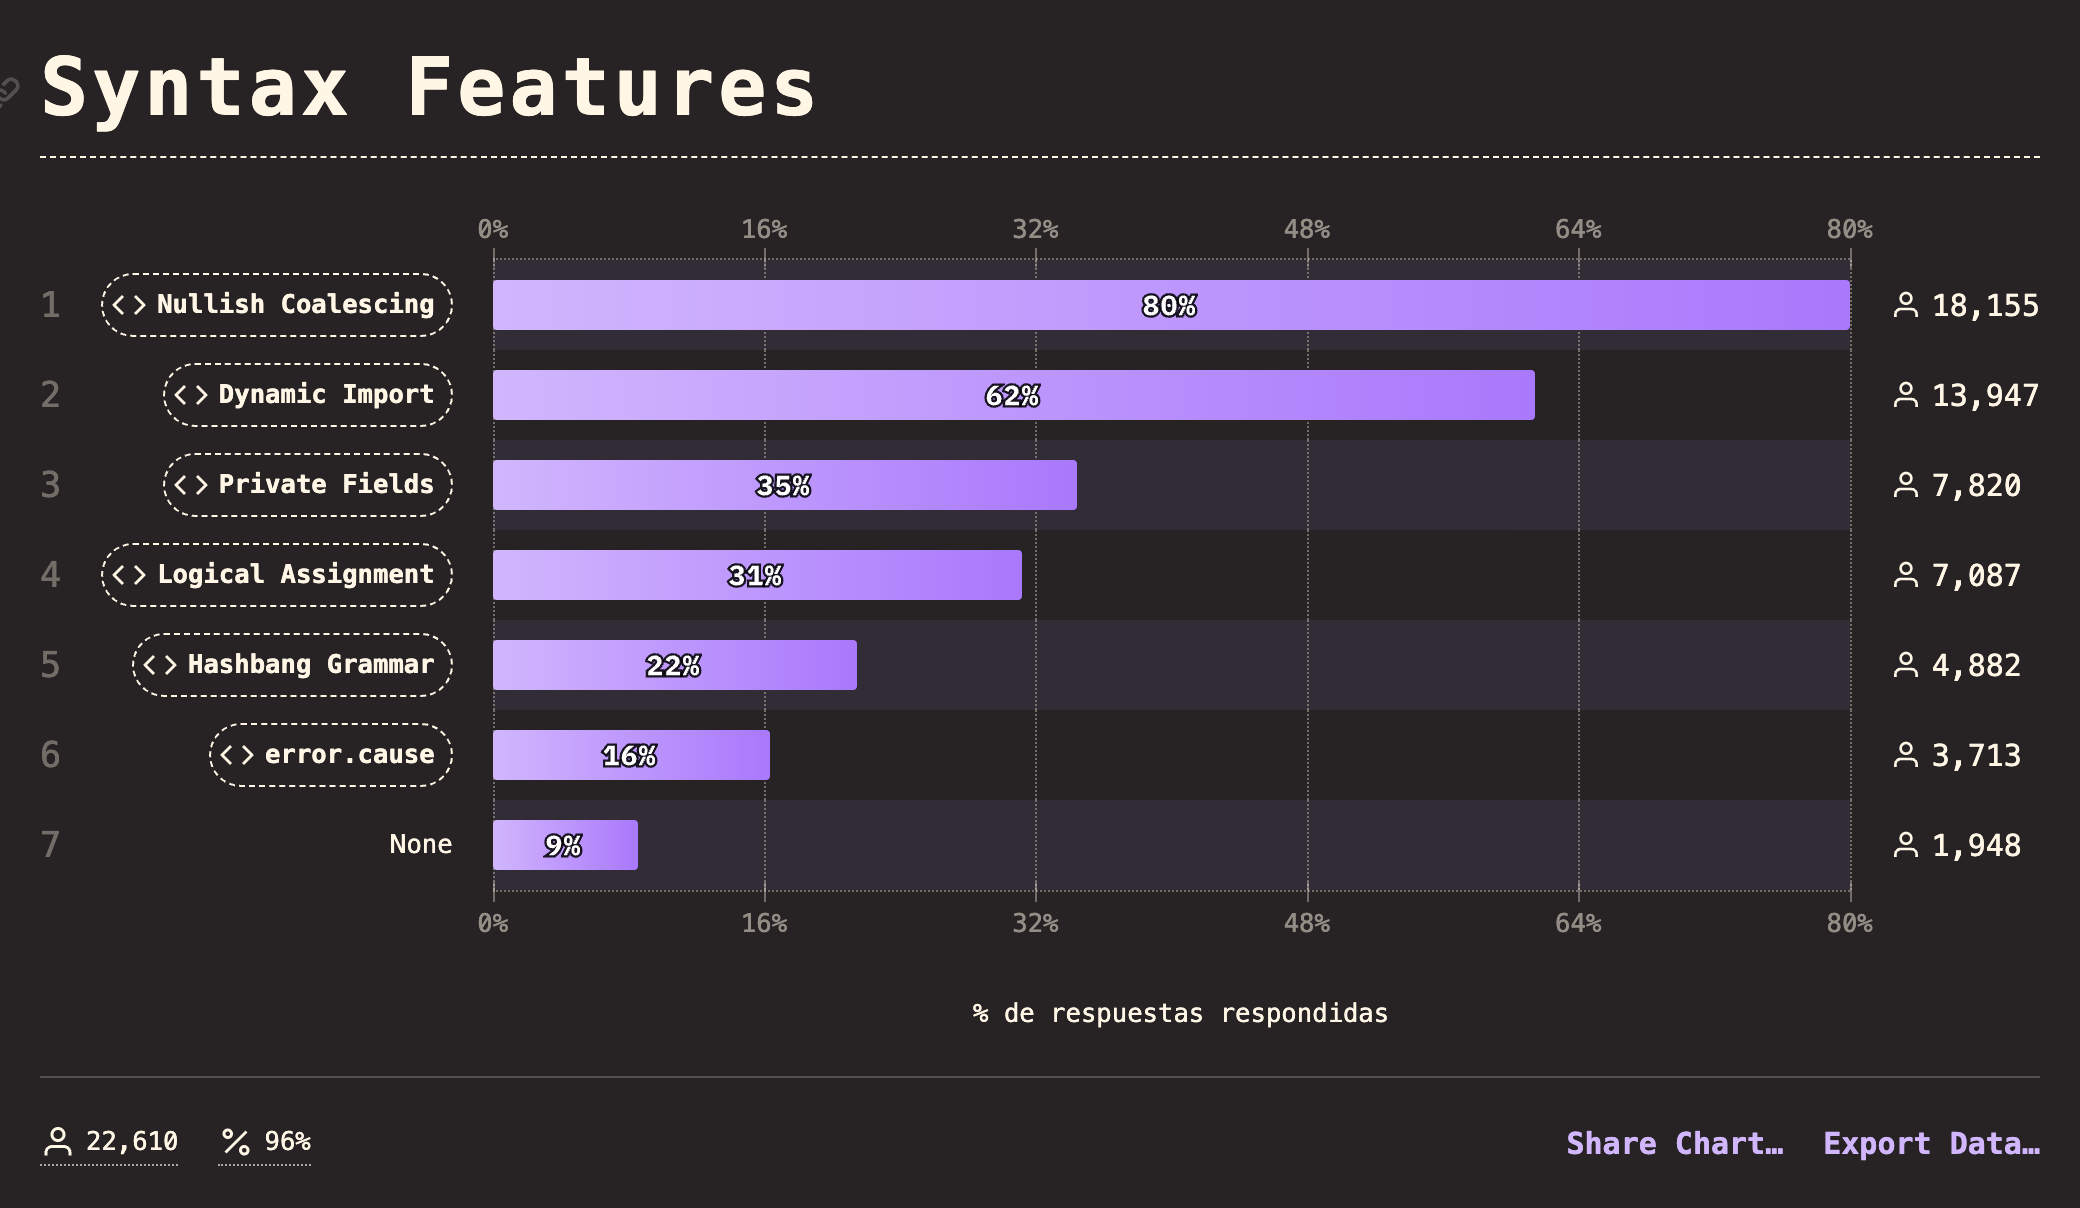 Syntax Features
0% 16% 32% 48% 64% 80%
1 <> Nullish Coalescing 80% 18,155
2 <> Dynamic Import 62% 13,947
3 <> Private Fields 35% 7,820
4 <> Logical Assignment 31% 7,087
5 <> Hashbang Grammar 22% 4,882
6 <> error.cause 16% 3,713
7 None 9% 1,948
0% 16% 32% 48% 64% 80%
% de respuestas respondidas
22,610 % 96% Share Chart… Export Data…